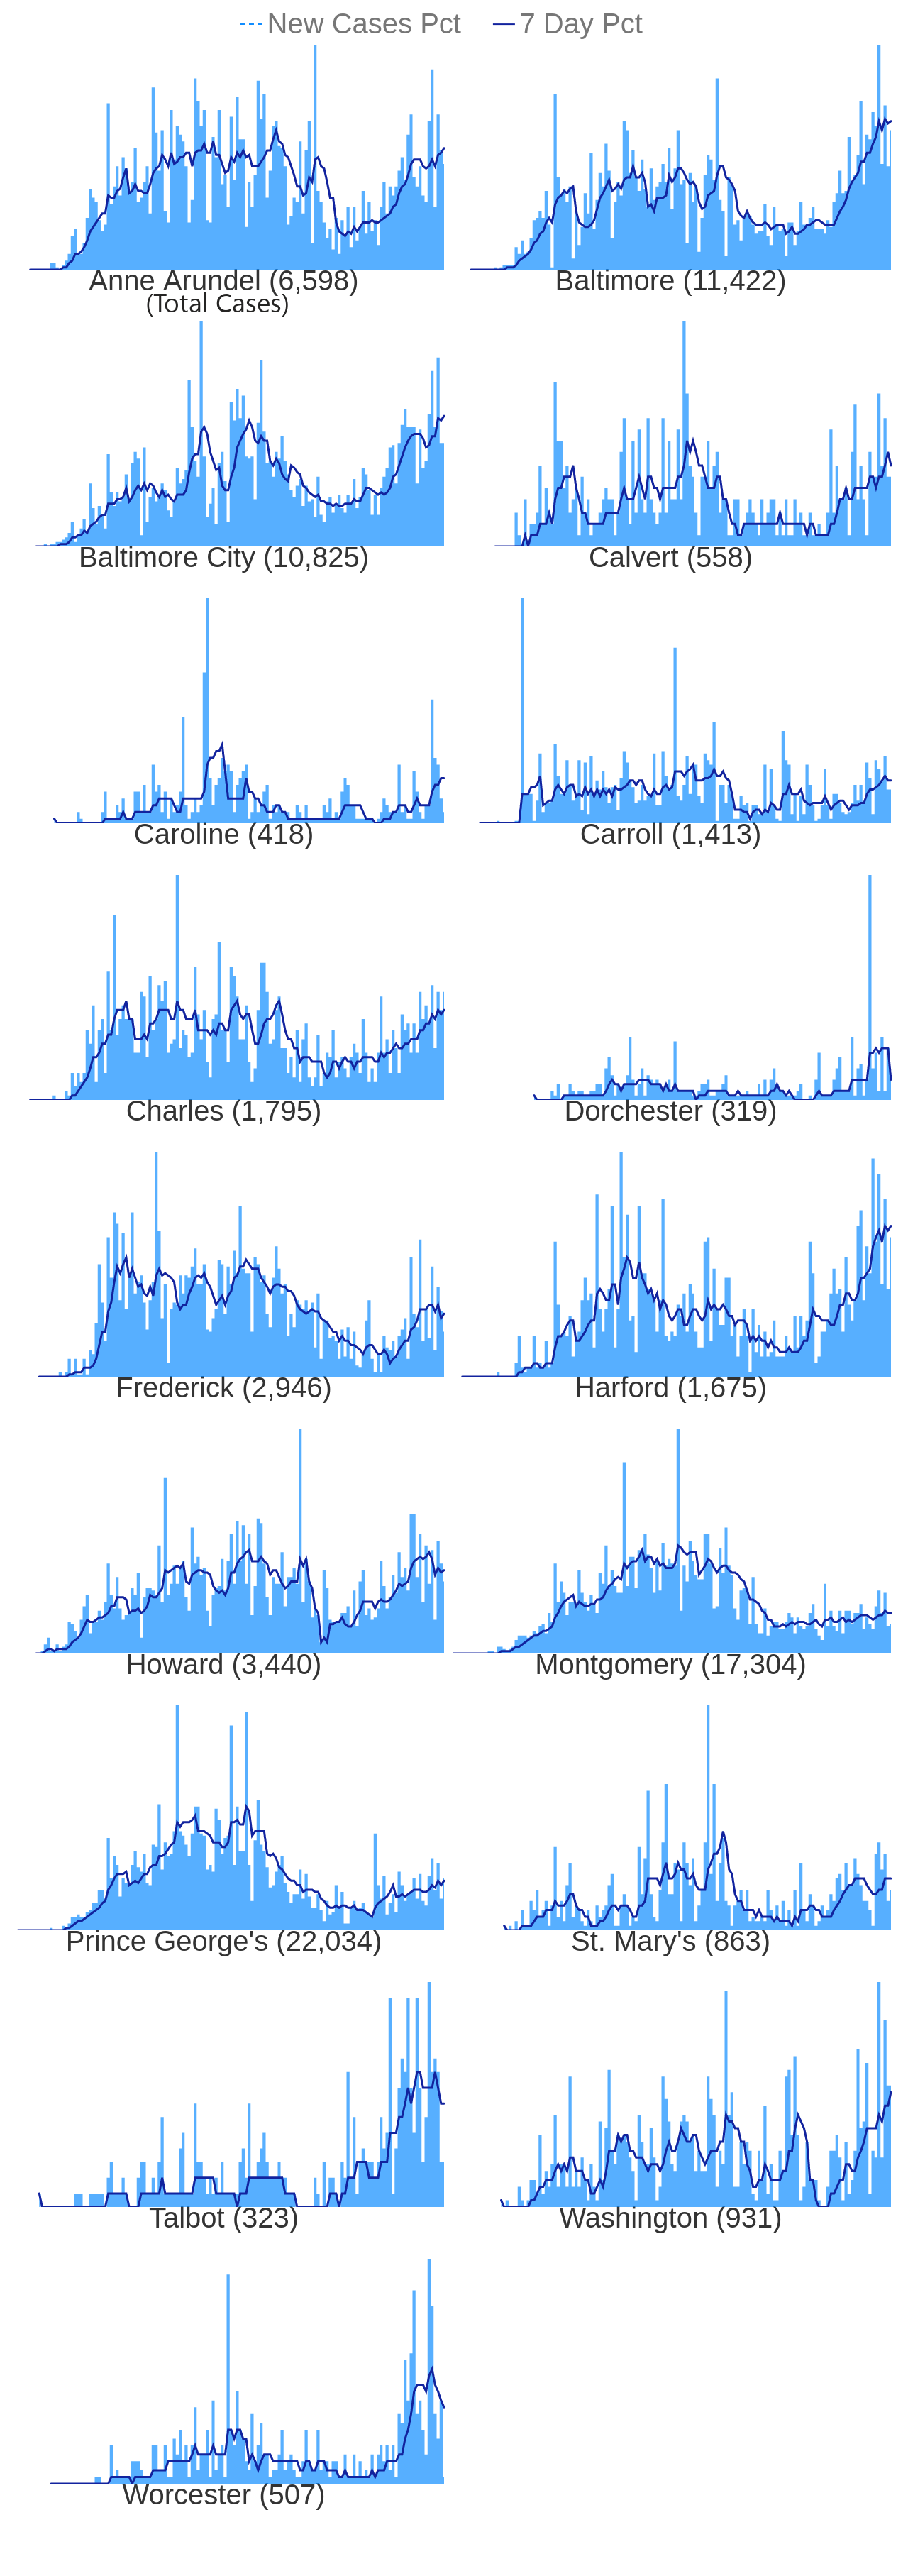 New Cases Pct 7 Day Pct
Anne Arundel (6,598) Baltimore (11,422)
(Total Cases)
Baltimore City (10,825) Calvert (558)
Caroline (418) Carroll (1,413)
Charles (1,795) Dorchester (319)
Frederick (2,946) Harford (1,675)
Howard (3,440) Montgomery (17,304)
Prince George's (22,034) St. Mary's (863)
Talbot (323) Washington (931)
Worcester (507)